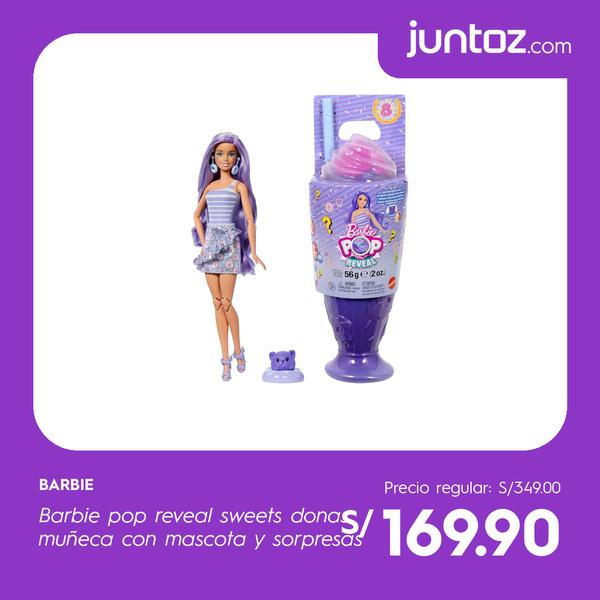 juntoz.com
8
Barbie
POP
REVEAL
56g e (2 oz.)
BARBIE
Precio regular: S/349.00
Barbie pop reveal sweets donas
muñeca con mascota y sorpresas
S/ 169.90